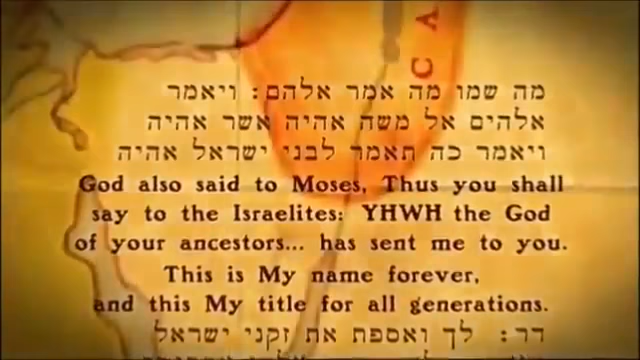 CA
מה שמו מה אמר אלהם: ויאמר
אלהים אל משה אהיה אשר אהיה
ויאמר כה תאמר לבני ישראל אהיה
God also said to Moses, Thus you shall
say to the Israelites: YHWH the God
of your ancestors... has sent me to you.
This is My name forever,
and this My title for all generations.
דר: לך ואספת את זקני ישראל